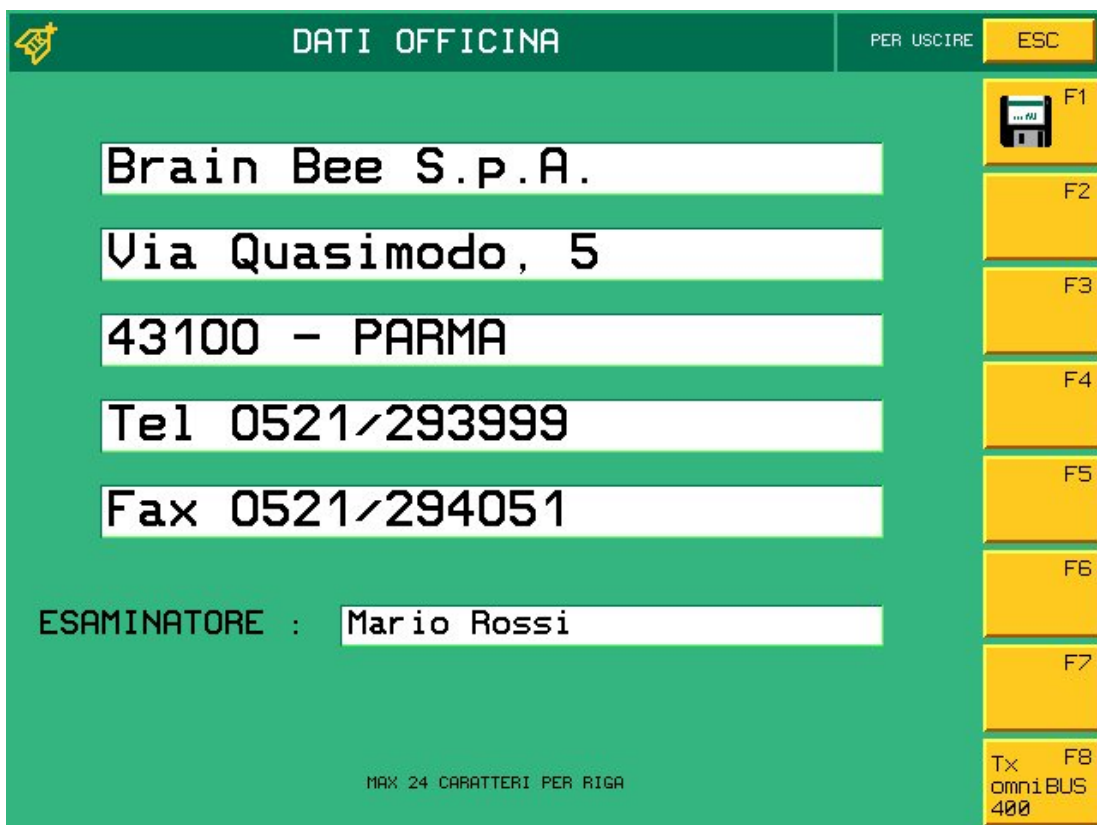 DATI OFFICINA
PER USCIRE
ESC
F1
Brain Bee S.p.A.
F2
Via Quasimodo, 5
F3
43100 - PARMA
F4
Tel 0521/293999
F5
Fax 0521/294051
F6
ESAMINATORE : Mario Rossi
F7
MAX 24 CARATTERI PER RIGA
F8
Tx
omniBUS
400